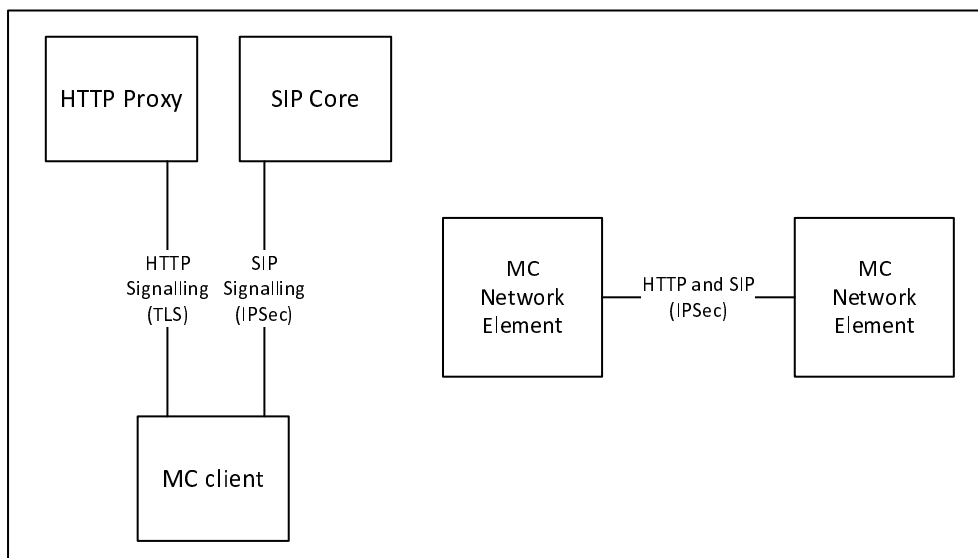 HTTP Proxy
SIP Core
HTTP
Signalling
(TLS)
SIP
Signalling
(IPSec)
MC client
MC
Network
Element
HTTP and SIP
(IPSec)
MC
Network
Element